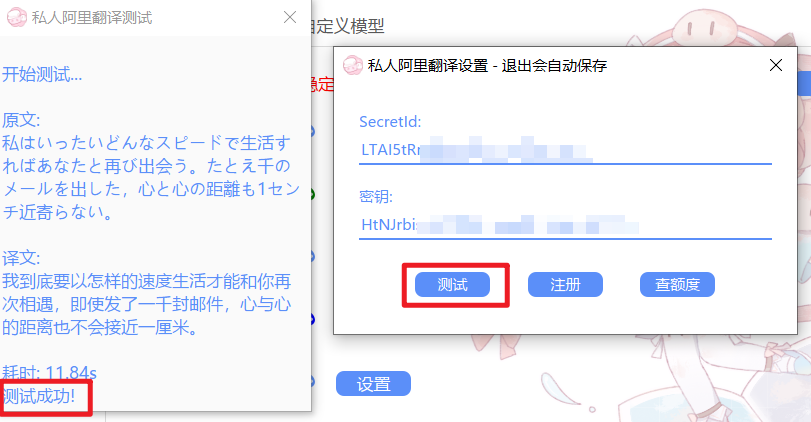 私人阿里翻译测试
开始测试...
原文:
私はいったいどんなスピードで生活す
ればあなたと再び出会う。たとえ千の
メールを出した，心と心の距離も1セン
チ近寄らない。
译文:
我到底要以怎样的速度生活才能和你再
次相遇，即使发了一千封邮件，心与心
的距离也不会接近一厘米。
耗时: 11.84s
测试成功!
自定义模型
稳定
私人阿里翻译设置 - 退出会自动保存
SecretId:
LTAI5tRr
密钥:
HtNJrbi
测试
注册
查额度
设置